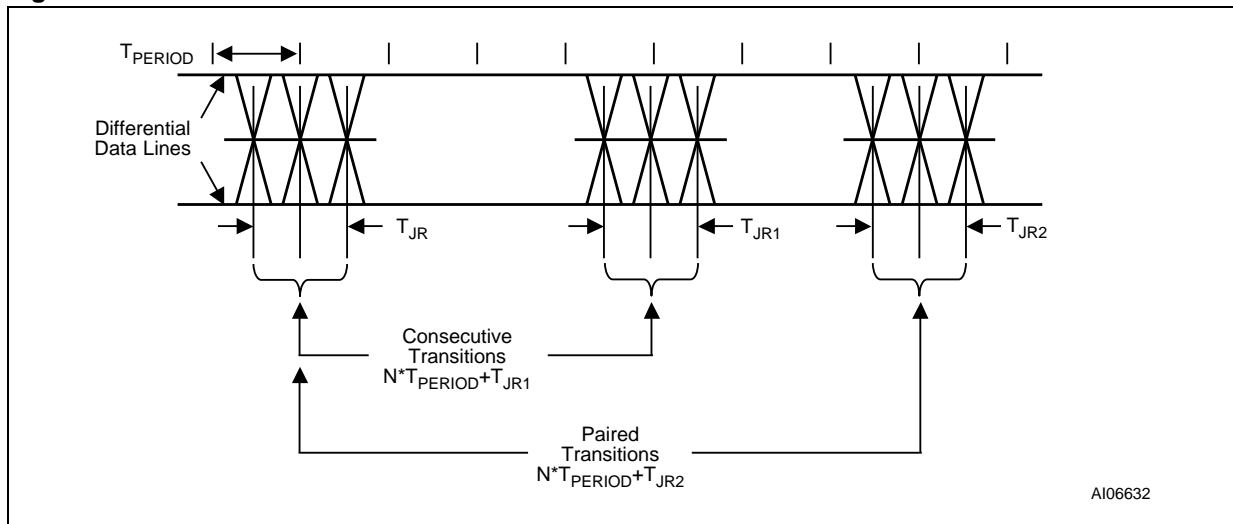 T_PERIOD
Differential
Data Lines
T_JR
T_JR1
T_JR2
Consecutive
Transitions
N*T_PERIOD+T_JR1
Paired
Transitions
N*T_PERIOD+T_JR2
AI06632